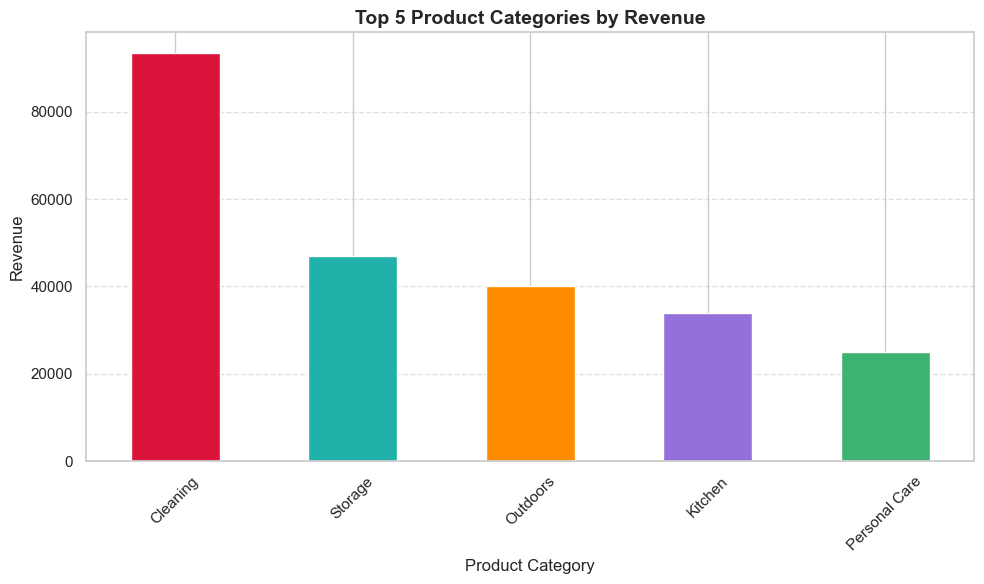 Top 5 Product Categories by Revenue
Revenue
80000
60000
40000
20000
0
Cleaning
Storage
Outdoors
Kitchen
Personal Care
Product Category